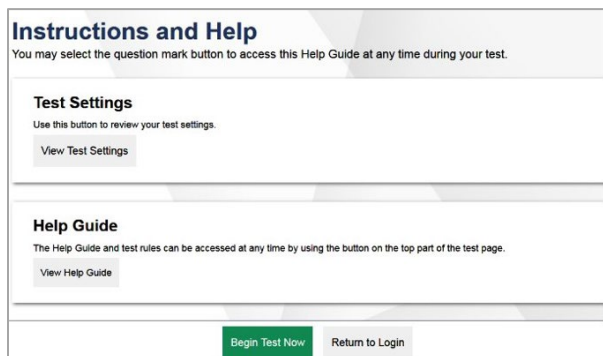 Instructions and Help
You may select the question mark button to access this Help Guide at any time during your test.
Test Settings
Use this button to review your test settings.
View Test Settings
Help Guide
The Help Guide and test rules can be accessed at any time by using the button on the top part of the test page.
View Help Guide
Begin Test Now
Return to Login